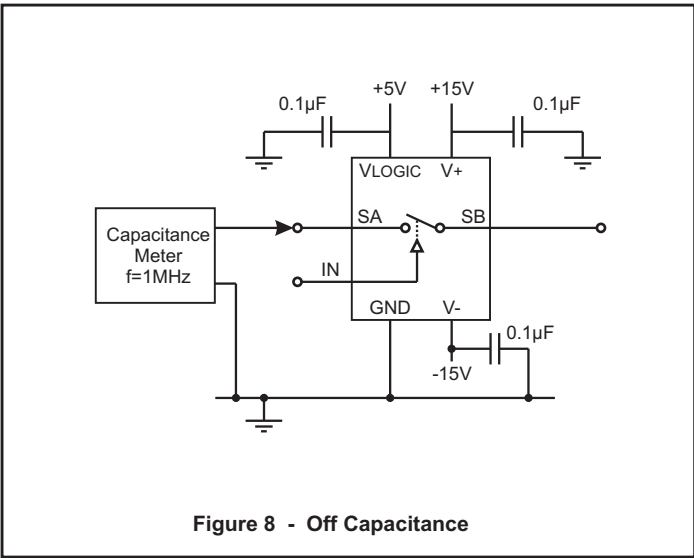 +5V +15V
0.1µF 0.1µF
VLOGIC V+
SA SB
Capacitance
Meter
f=1MHz
IN
GND V-
0.1µF
-15V
Figure 8 - Off Capacitance